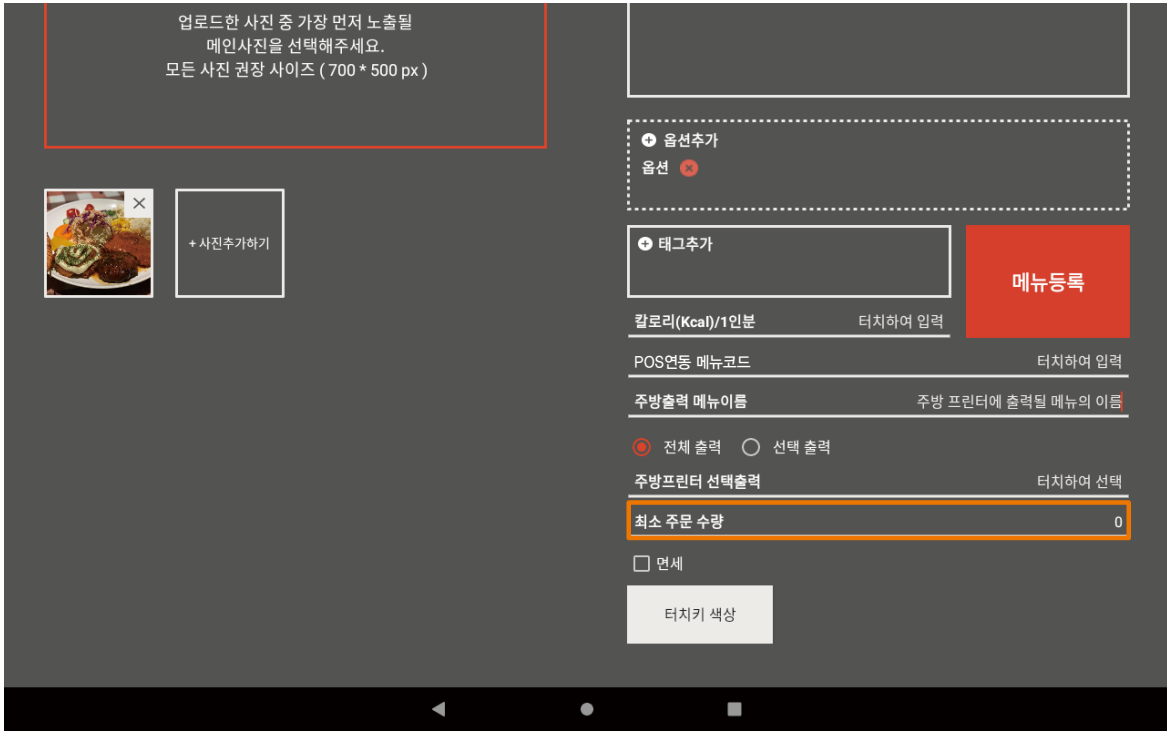 업로드한 사진 중 가장 먼저 노출될
메인사진을 선택해주세요.
모든 사진 권장 사이즈 ( 700 * 500 px )
+ 사진추가하기
옵션추가
옵션
태그추가
메뉴등록
칼로리(Kcal)/1인분 터치하여 입력
POS연동 메뉴코드 터치하여 입력
주방출력 메뉴이름 주방 프린터에 출력될 메뉴의 이름
전체 출력 선택 출력
주방프린터 선택출력 터치하여 선택
최소 주문 수량 0
면세
터치키 색상